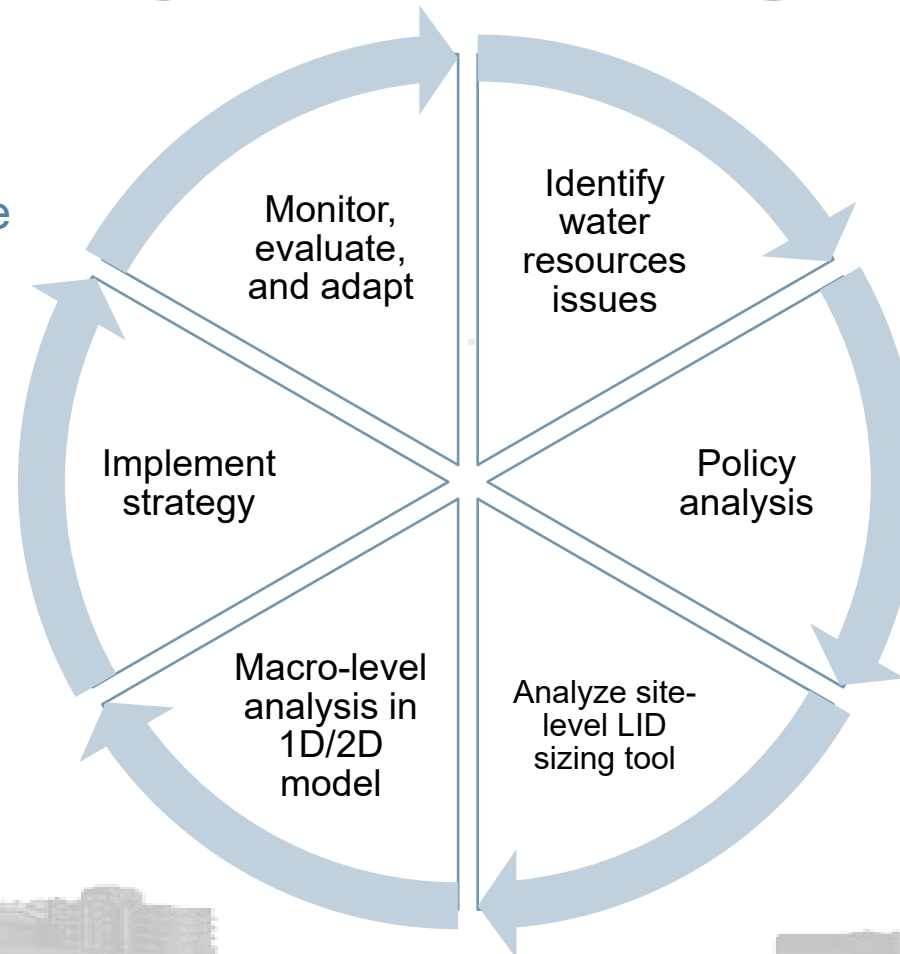 Identify
water
resources
issues
Policy
analysis
Analyze site-
level LID
sizing tool
Macro-level
analysis in
1D/2D
model
Implement
strategy
Monitor,
evaluate,
and adapt
e